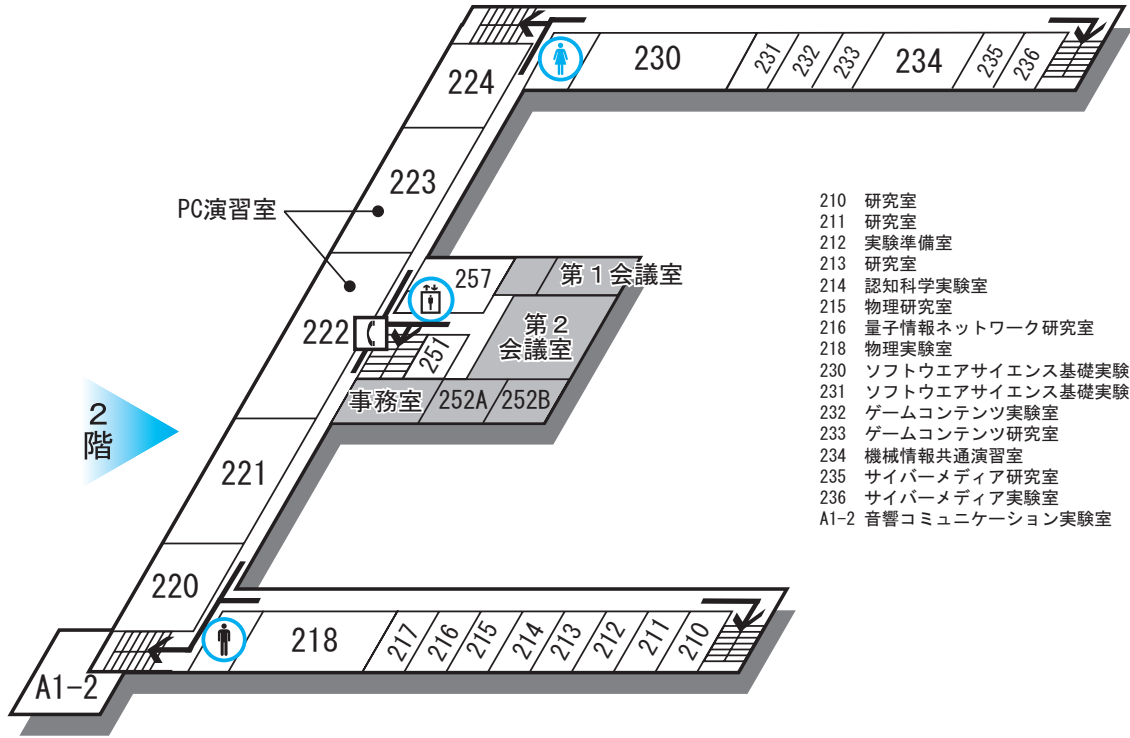 224
230
231
232
233
234
235
236
223
PC演習室
222
257
第1会議室
第2
会議室
251
事務室
252A
252B
2
階
221
220
218
217
216
215
214
213
212
211
210
A1-2
210 研究室
211 研究室
212 実験準備室
213 研究室
214 認知科学実験室
215 物理研究室
216 量子情報ネットワーク研究室
218 物理実験室
230 ソフトウエアサイエンス基礎実験
231 ソフトウエアサイエンス基礎実験
232 ゲームコンテンツ実験室
233 ゲームコンテンツ研究室
234 機械情報共通演習室
235 サイバーメディア研究室
236 サイバーメディア実験室
A1-2 音響コミュニケーション実験室